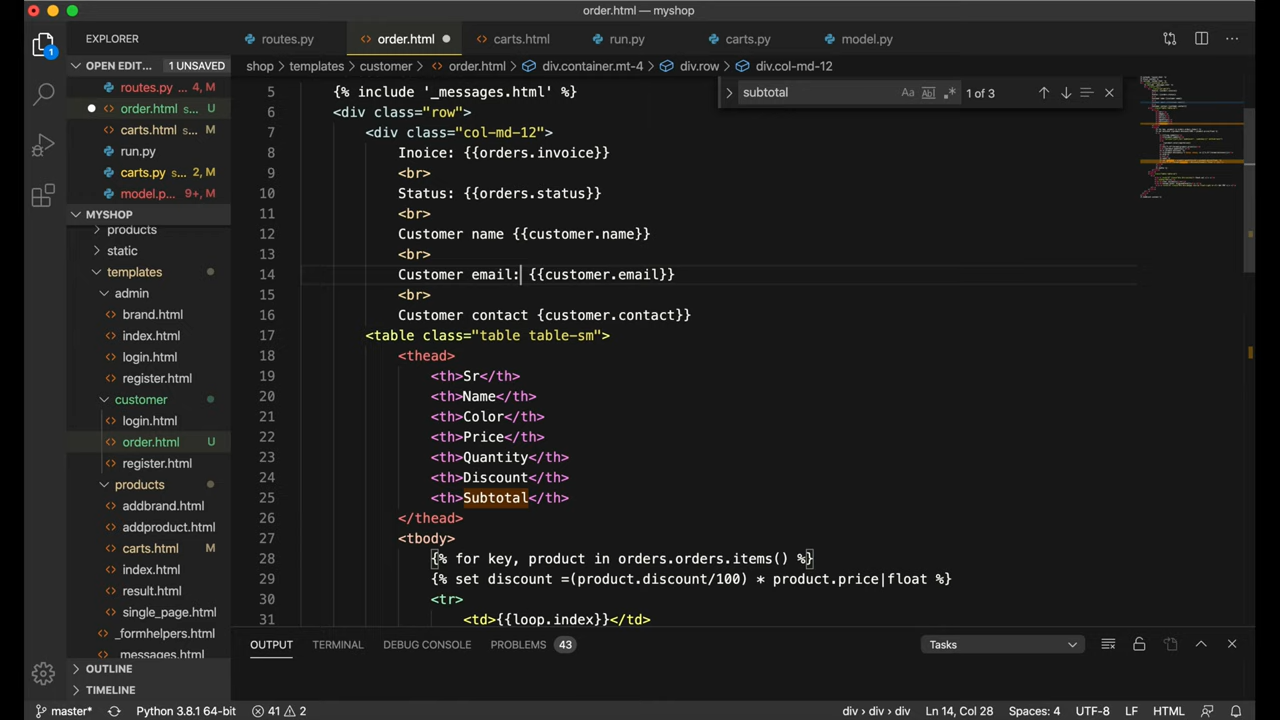 order.html — myshop
EXPLORER
routes.py
order.html
carts.html
run.py
carts.py
model.py
OPEN EDIT... 1 UNSAVED
shop > templates > customer > order.html > div.container.mt-4 > div.row > div.col-md-12
routes.py ... 4, M
order.html s... U
carts.html s...
run.py
carts.py s... 2, M
model.p... 9+, M
MYSHOP
products
static
templates
admin
brand.html
index.html
login.html
register.html
customer
login.html
order.html U
register.html
products
addbrand.html
addproduct.html
carts.html M
index.html
result.html
single_page.html
_formhelpers.html
_messages.html
OUTLINE
TIMELINE
subtotal
Aa Abl .* 1 of 3
5 {% include '_messages.html' %}
6 <div class="row">
7 <div class="col-md-12">
8 Inoice: {{orders.invoice}}
9 <br>
10 Status: {{orders.status}}
11 <br>
12 Customer name {{customer.name}}
13 <br>
14 Customer email: {{customer.email}}
15 <br>
16 Customer contact {customer.contact}}
17 <table class="table table-sm">
18 <thead>
19 <th>Sr</th>
20 <th>Name</th>
21 <th>Color</th>
22 <th>Price</th>
23 <th>Quantity</th>
24 <th>Discount</th>
25 <th>Subtotal</th>
26 </thead>
27 <tbody>
28 {% for key, product in orders.orders.items() %}
29 {% set discount =(product.discount/100) * product.price|float %}
30 <tr>
31 <td>{{loop.index}}</td>
OUTPUT TERMINAL DEBUG CONSOLE PROBLEMS 43
Tasks
1
master* Python 3.8.1 64-bit 41 2
div > div > div Ln 14, Col 28 Spaces: 4 UTF-8 LF HTML